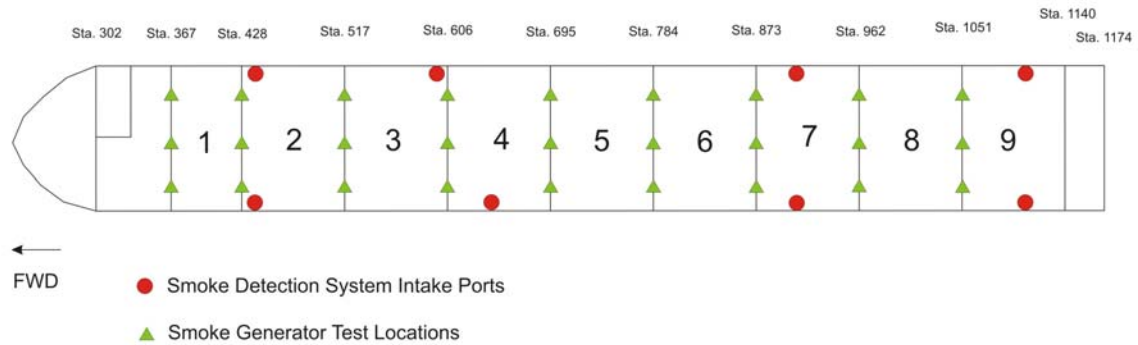 Sta. 302 Sta. 367 Sta. 428 Sta. 517 Sta. 606 Sta. 695 Sta. 784 Sta. 873 Sta. 962 Sta. 1051 Sta. 1140 Sta. 1174
1 2 3 4 5 6 7 8 9
FWD
Smoke Detection System Intake Ports
Smoke Generator Test Locations